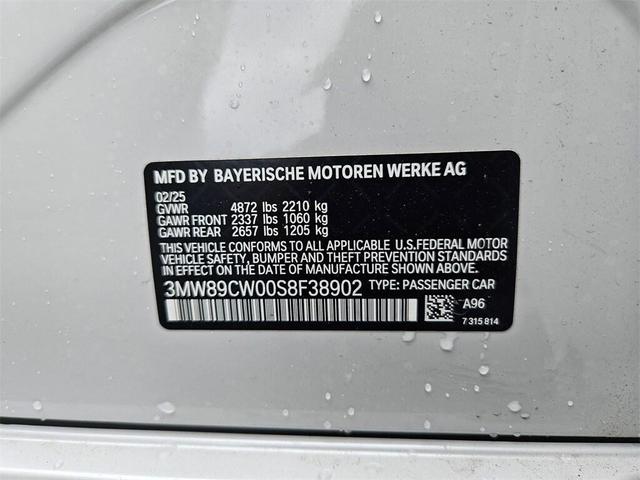 MFD BY BAYERISCHE MOTOREN WERKE AG
02/25
GVWR 4872 lbs 2210 kg
GAWR FRONT 2337 lbs 1060 kg
GAWR REAR 2657 lbs 1205 kg
THIS VEHICLE CONFORMS TO ALL APPLICABLE U.S.FEDERAL MOTOR
VEHICLE SAFETY, BUMPER AND THEFT PREVENTION STANDARDS
IN EFFECT ON THE DATE OF MANUFACTURE SHOWN ABOVE.
3MW89CW00S8F38902 TYPE: PASSENGER CAR
A96
7 315 814